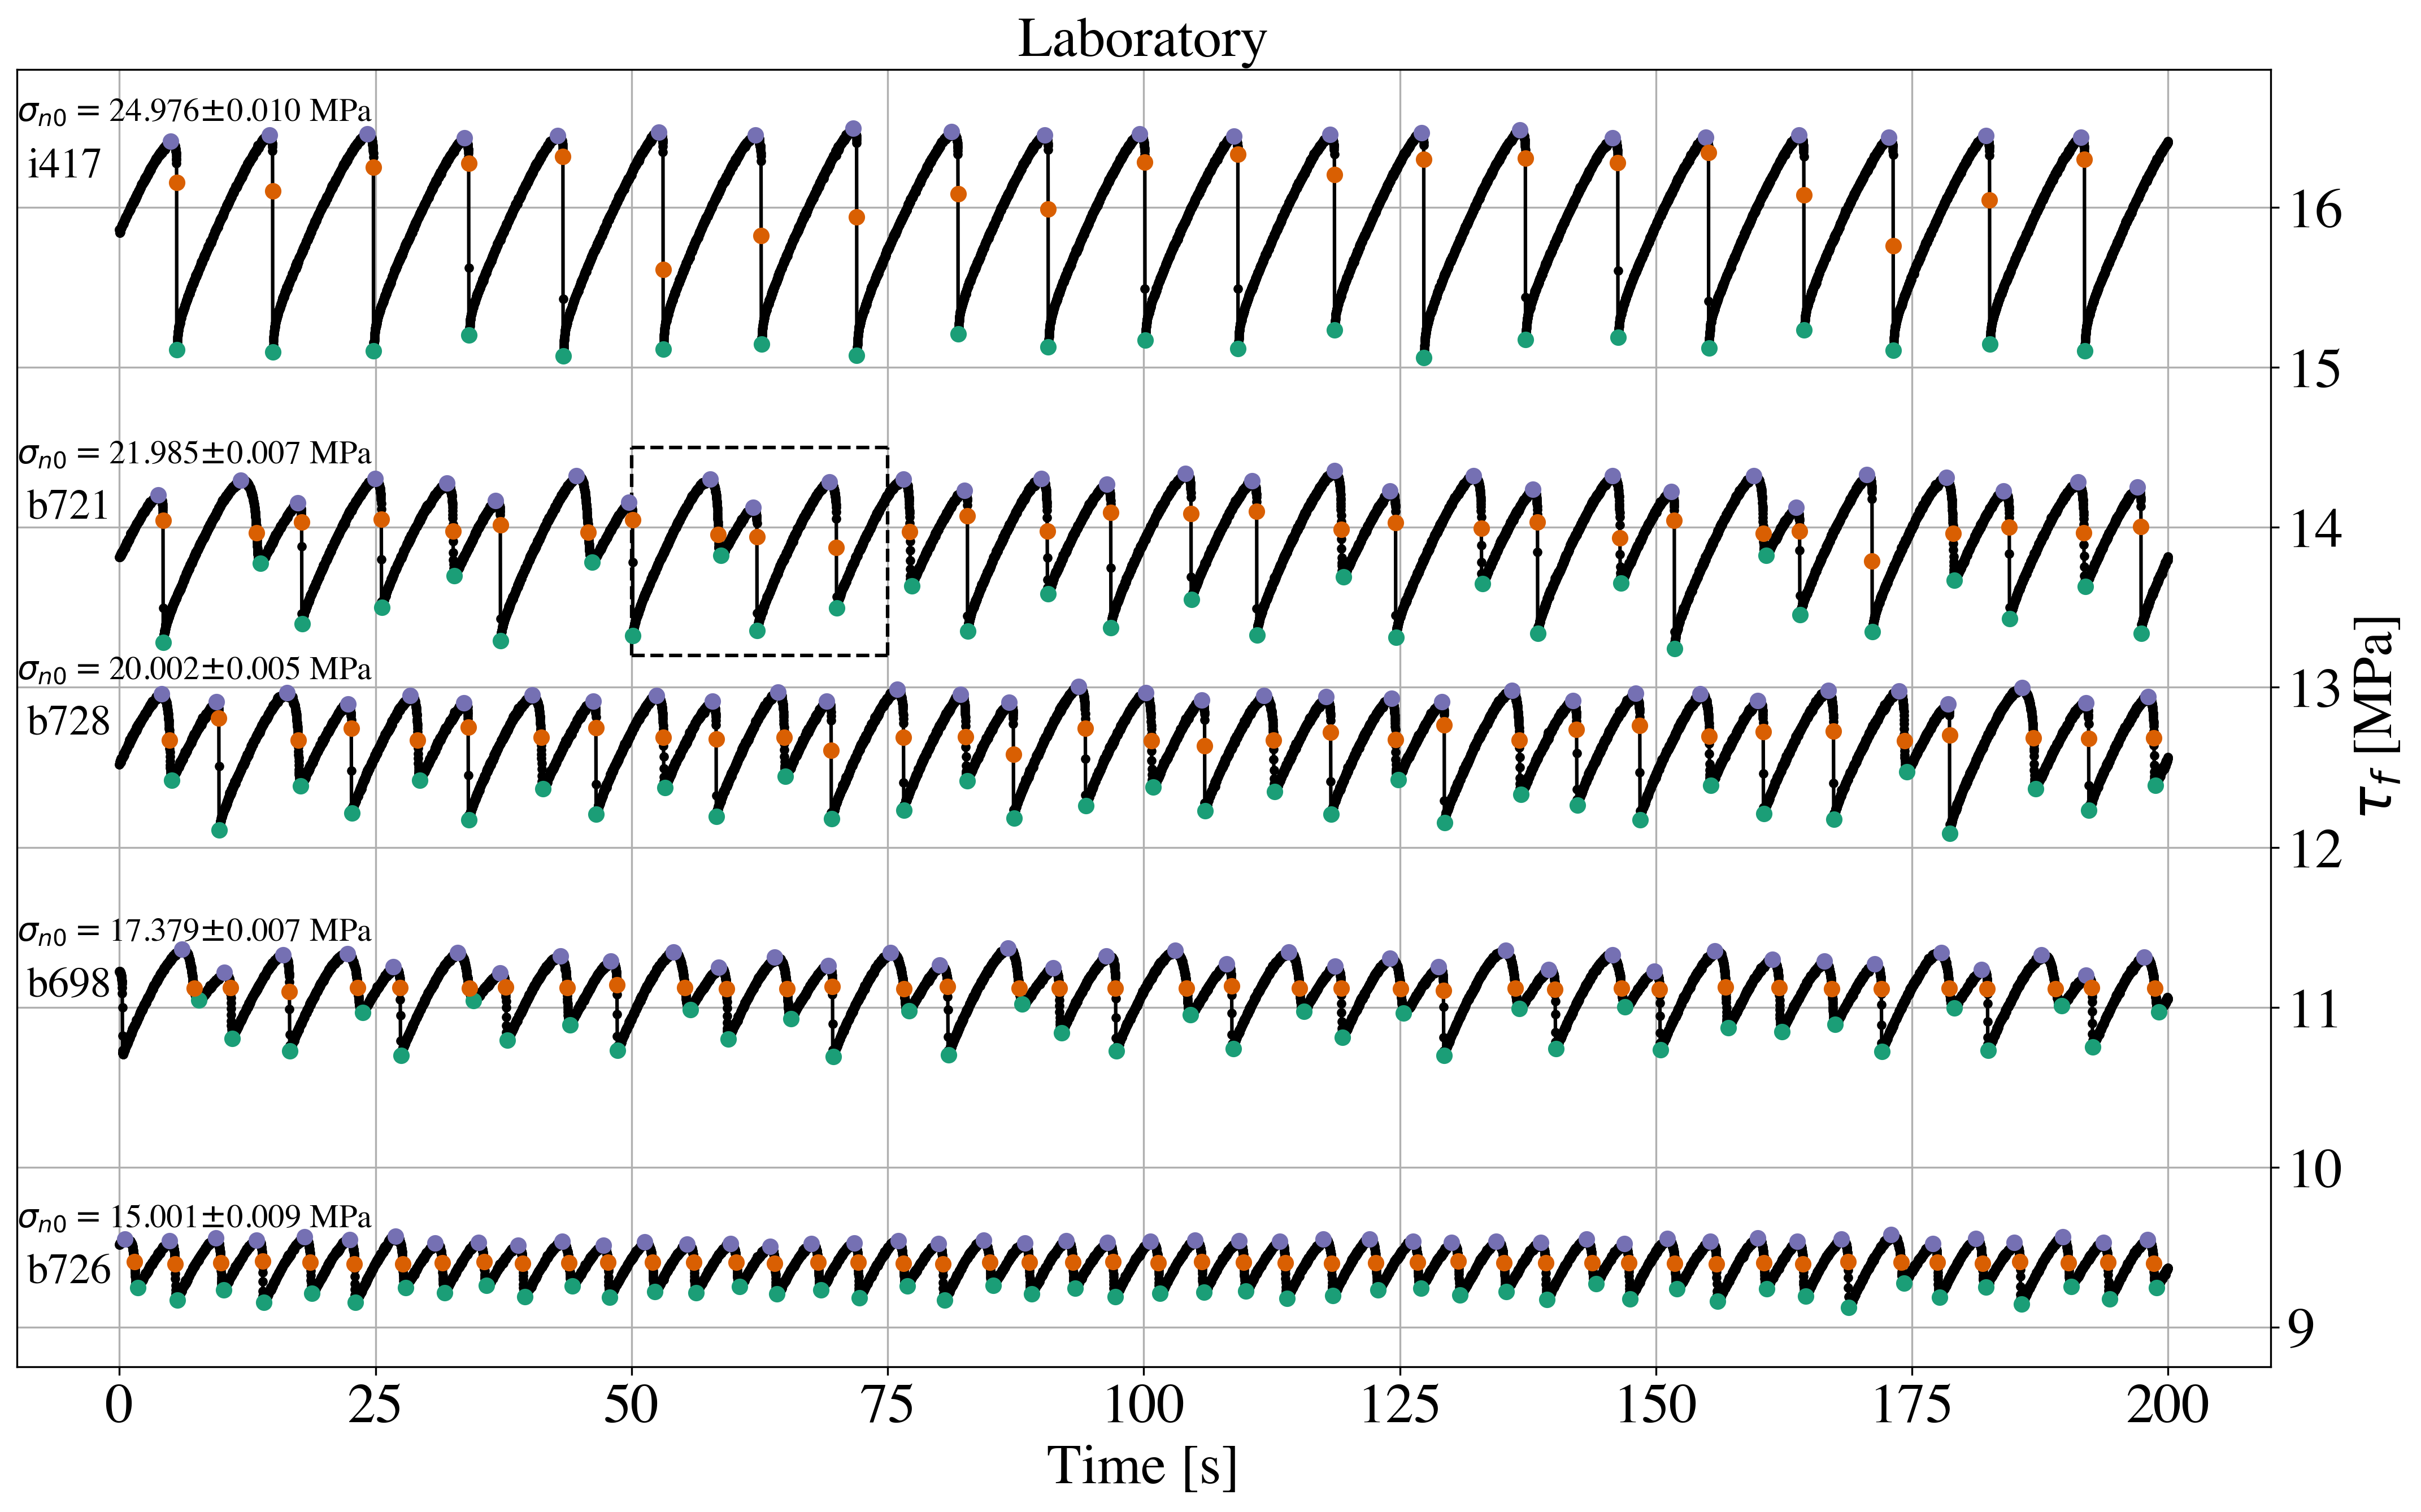 Laboratory
σn0 = 24.976±0.010 MPa
i417
16
15
σn0 = 21.985±0.007 MPa
b721
14
σn0 = 20.002±0.005 MPa
13
b728
τf [MPa]
12
σn0 = 17.379±0.007 MPa
b698
11
10
σn0 = 15.001±0.009 MPa
b726
9
0 25 50 75 100 125 150 175 200
Time [s]